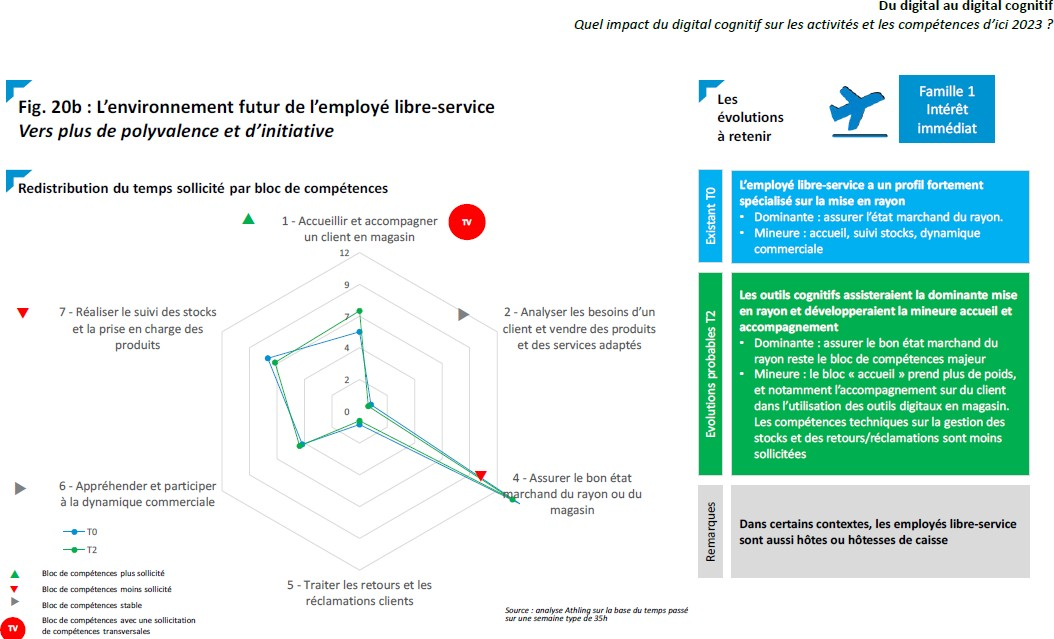 Du digital au digital cognitif
Quel impact du digital cognitif sur les activités et les compétences d’ici 2023 ?
Fig. 20b : L’environnement futur de l’employé libre-service
Vers plus de polyvalence et d’initiative
Les
évolutions
à retenir
Famille 1
Intérêt
immédiat
Redistribution du temps sollicité par bloc de compétences
1 - Accueillir et accompagner
un client en magasin
TV
12
9
7
4
2
0
2 - Analyser les besoins d’un
client et vendre des produits
et des services adaptés
4 - Assurer le bon état
marchand du rayon ou du
magasin
5 - Traiter les retours et les
réclamations clients
6 - Appréhender et participer
à la dynamique commerciale
7 - Réaliser le suivi des stocks
et la prise en charge des
produits
T0
T2
Bloc de compétences plus sollicité
Bloc de compétences moins sollicité
Bloc de compétences stable
TV
Bloc de compétences avec une sollicitation
de compétences transversales
Source : analyse Athling sur la base du temps passé
sur une semaine type de 35h
Existant T0
L’employé libre-service a un profil fortement
spécialisé sur la mise en rayon
• Dominante : assurer l’état marchand du rayon.
• Mineure : accueil, suivi stocks, dynamique
commerciale
Evolutions probables T2
Les outils cognitifs assisteraient la dominante mise
en rayon et développeraient la mineure accueil et
accompagnement
• Dominante : assurer le bon état marchand du
rayon reste le bloc de compétences majeur
• Mineure : le bloc « accueil » prend plus de poids,
et notamment l’accompagnement sur du client
dans l’utilisation des outils digitaux en magasin.
Les compétences techniques sur la gestion des
stocks et des retours/réclamations sont moins
sollicitées
Remarques
Dans certains contextes, les employés libre-service
sont aussi hôtes ou hôtesses de caisse